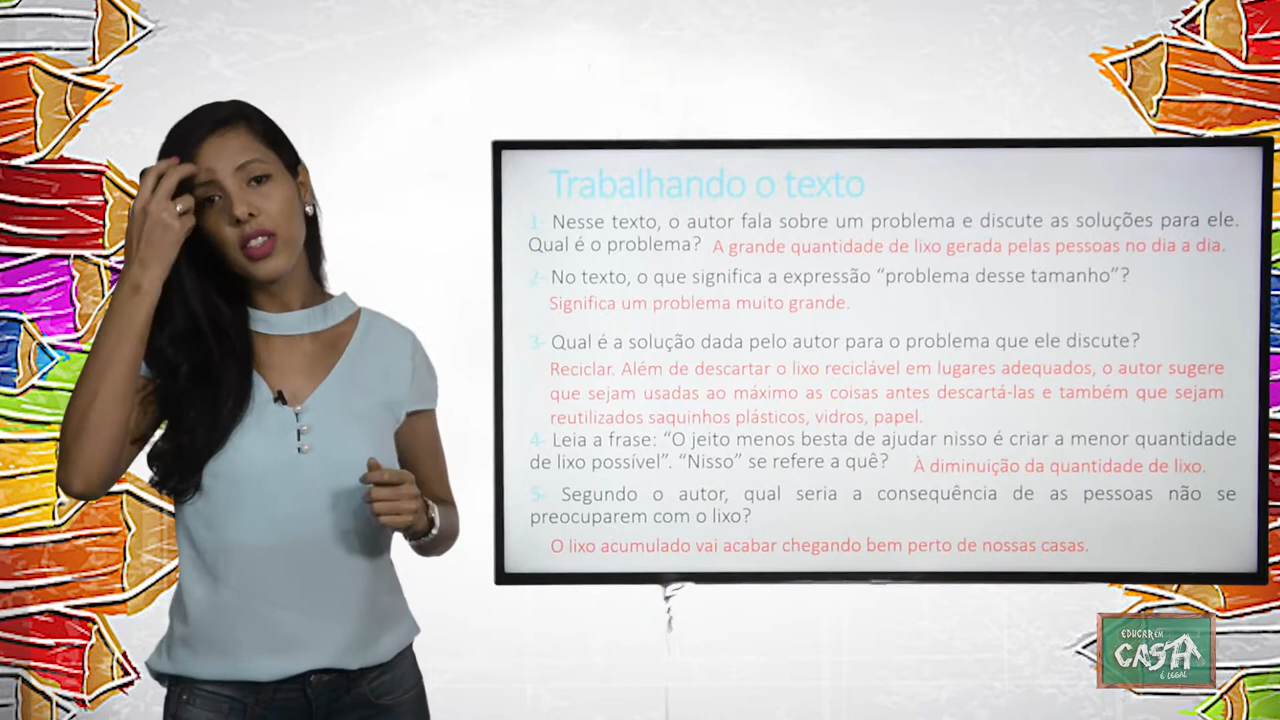 Trabalhando o texto
1- Nesse texto, o autor fala sobre um problema e discute as soluções para ele.
Qual é o problema? A grande quantidade de lixo gerada pelas pessoas no dia a dia.
2- No texto, o que significa a expressão “problema desse tamanho”?
Significa um problema muito grande.
3- Qual é a solução dada pelo autor para o problema que ele discute?
Reciclar. Além de descartar o lixo reciclável em lugares adequados, o autor sugere
que sejam usadas ao máximo as coisas antes descartá-las e também que sejam
reutilizados saquinhos plásticos, vidros, papel.
4- Leia a frase: “O jeito menos besta de ajudar nisso é criar a menor quantidade
de lixo possível”. “Nisso” se refere a quê? À diminuição da quantidade de lixo.
5- Segundo o autor, qual seria a consequência de as pessoas não se
preocuparem com o lixo?
O lixo acumulado vai acabar chegando bem perto de nossas casas.
EDUCAR EM
CASA
É LEGAL